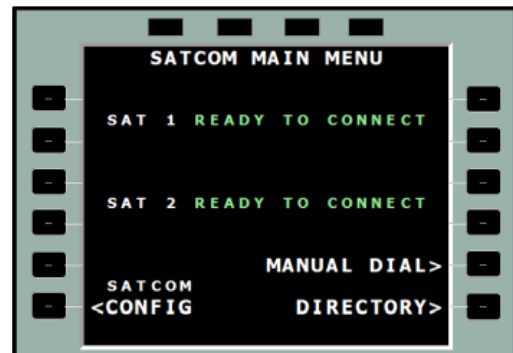 SATCOM MAIN MENU
SAT 1 READY TO CONNECT
SAT 2 READY TO CONNECT
MANUAL DIAL>
SATCOM
<CONFIG DIRECTORY>